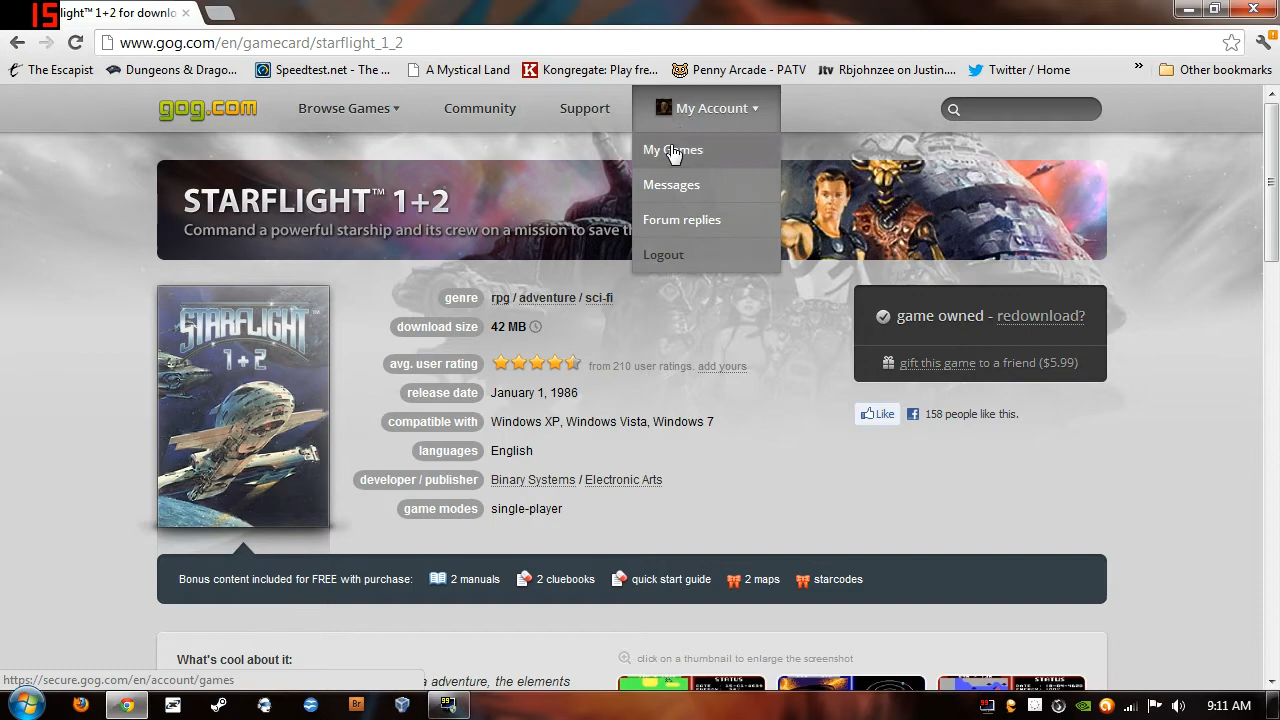 15
flight™ 1+2 for downlo
www.gog.com/en/gamecard/starflight_1_2
The Escapist Dungeons & Drago... Speedtest.net - The ... A Mystical Land Kongregate: Play fre... Penny Arcade - PATV Rbjohnzee on Justin.... Twitter / Home » Other bookmarks
gog.com Browse Games Community Support My Account
My Games
Messages
Forum replies
Logout
STARFLIGHT™ 1+2
Command a powerful starship and its crew on a mission to save th
STARFLIGHT™
1+2
genre rpg / adventure / sci-fi
download size 42 MB
avg. user rating from 210 user ratings. add yours
release date January 1, 1986
compatible with Windows XP, Windows Vista, Windows 7
languages English
developer / publisher Binary Systems / Electronic Arts
game modes single-player
game owned - redownload?
gift this game to a friend ($5.99)
Like 158 people like this.
Bonus content included for FREE with purchase: 2 manuals 2 cluebooks quick start guide 2 maps starcodes
What's cool about it:
click on a thumbnail to enlarge the screenshot
a adventure, the elements
STATUS
STATUS
https://secure.gog.com/en/account/games
Br
9:11 AM